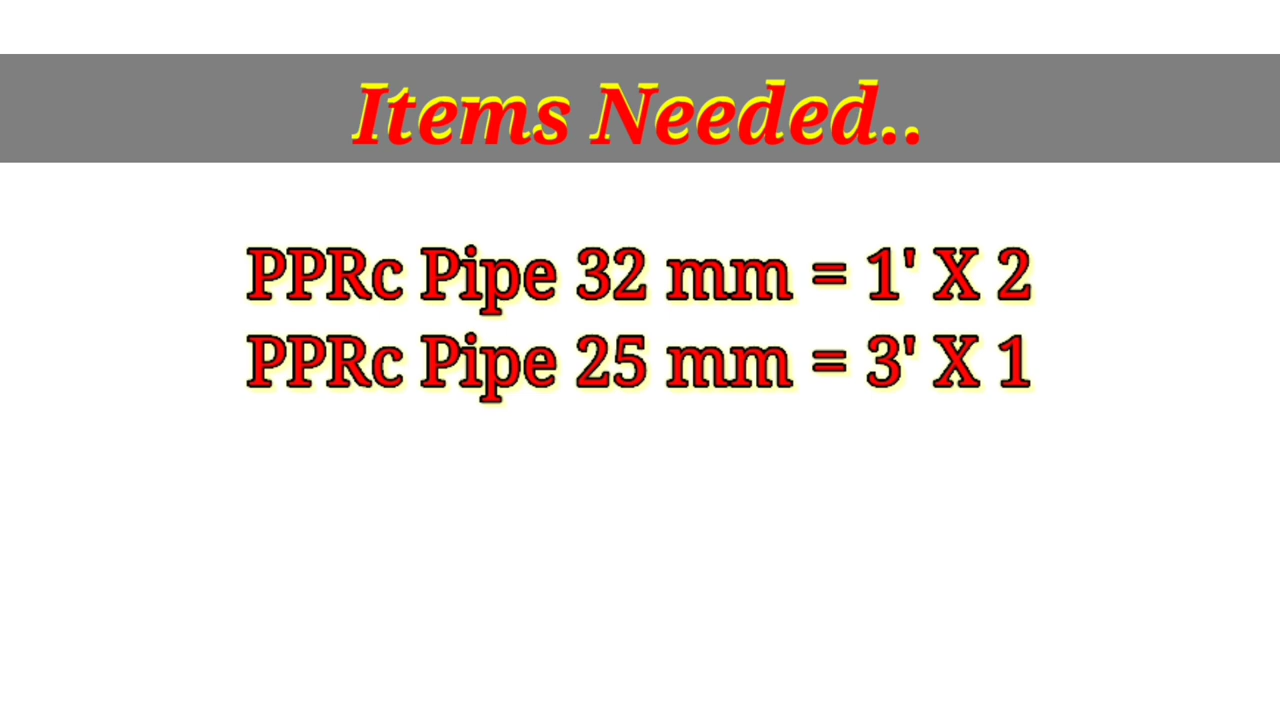 Items Needed..
PPRc Pipe 32 mm = 1' X 2
PPRc Pipe 25 mm = 3' X 1